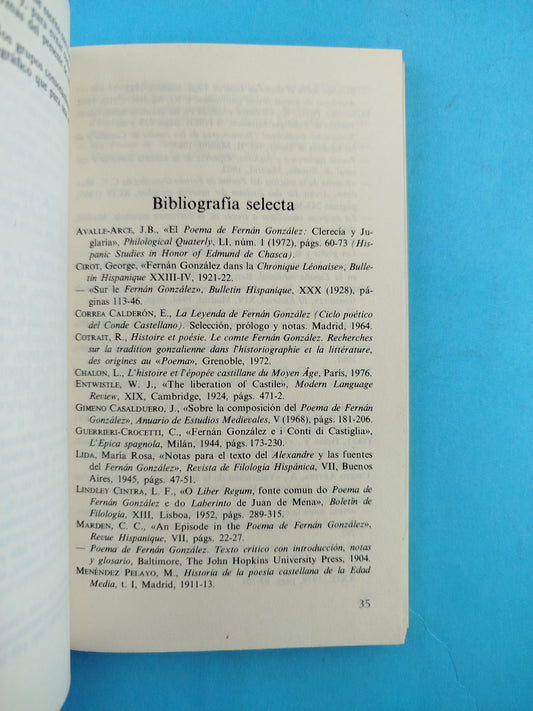 Bibliografía selecta
AVALLE-ARCE, J.B., «El Poema de Fernán González: Clerecía y Ju-
glaría», Philological Quaterly, LI, núm. 1 (1972), págs. 60-73 (His-
panic Studies in Honor of Edmund de Chasca).
CIROT, George, «Fernán González dans la Chronique Léonaise», Bulle-
tin Hispanique XXIII-IV, 1921-22.
— «Sur le Fernán González», Bulletin Hispanique, XXX (1928), pá-
ginas 113-46.
CORREA CALDERÓN, E., La Leyenda de Fernán González (Ciclo poético
del Conde Castellano). Selección, prólogo y notas. Madrid, 1964.
COTRAIT, R., Histoire et poésie. Le comte Fernán González. Recherches
sur la tradition gonzalienne dans l'historiographie et la littérature,
des origines au «Poema», Grenoble, 1972.
CHALON, L., L'histoire et l'épopée castillane du Moyen Âge, Paris, 1976.
ENTWISTLE, W. J., «The liberation of Castile», Modern Language
Review, XIX, Cambridge, 1924, págs. 471-2.
GIMENO CASALDUERO, J., «Sobre la composición del Poema de Fernán
González», Anuario de Estudios Medievales, V (1968), págs. 181-206.
GUERRIERI-CROCETTI, C., «Fernán González e i Conti di Castiglia»,
L'Epica spagnola, Milán, 1944, págs. 173-230.
LIDA, María Rosa, «Notas para el texto del Alexandre y las fuentes
del Fernán González», Revista de Filología Hispánica, VII, Buenos
Aires, 1945, págs. 47-51.
LINDLEY CINTRA, L. F., «O Liber Regum, fonte comun do Poema de
Fernán González e do Laberinto de Juan de Mena», Boletin de
Filología, XIII, Lisboa, 1952, págs. 289-315.
MARDEN, C. C., «An Episode in the Poema de Fernán González»,
Revue Hispanique, VII, págs. 22-27.
— Poema de Fernán González. Texto crítico con introducción, notas
y glosario, Baltimore, The John Hopkins University Press, 1904.
MENÉNDEZ PELAYO, M., Historia de la poesía castellana de la Edad
Media, t. I, Madrid, 1911-13.
35